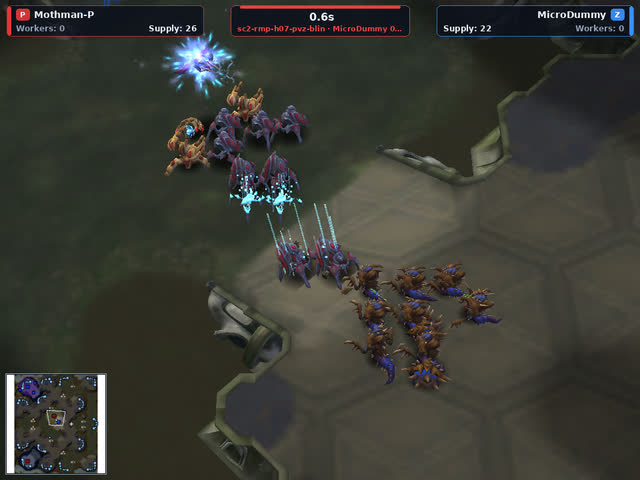 P Mothman-P
Workers: 0 Supply: 26
0.6s
sc2-rmp-h07-pvz-blin · MicroDummy 0...
MicroDummy Z
Supply: 22 Workers: 0